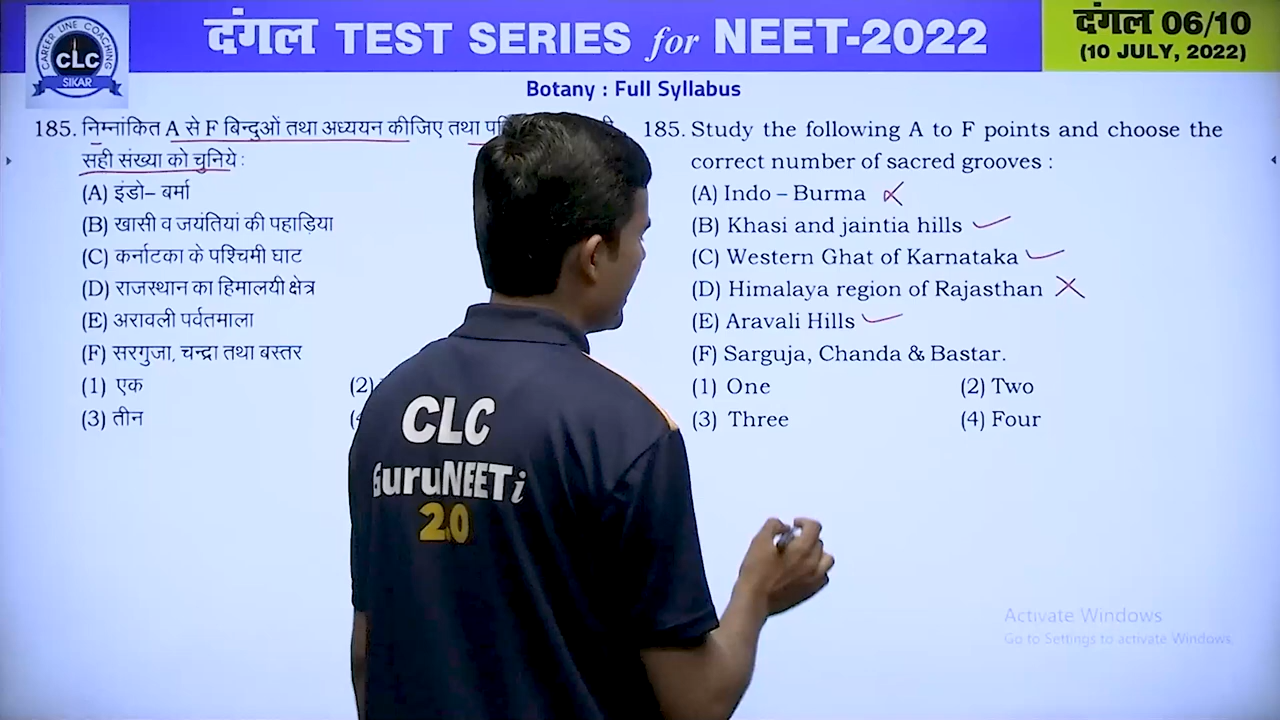 CAREER LINE COACHING
CLC
SIKAR
दंगल TEST SERIES for NEET-2022
दंगल 06/10
(10 JULY, 2022)
Botany : Full Syllabus
185. निम्नांकित A से F बिन्दुओं तथा अध्ययन कीजिए तथा
सही संख्या को चुनिये :
(A) इंडो– बर्मा
(B) खासी व जयंतियां की पहाड़िया
(C) कर्नाटका के पश्चिमी घाट
(D) राजस्थान का हिमालयी क्षेत्र
(E) अरावली पर्वतमाला
(F) सरगुजा, चन्द्रा तथा बस्तर
(1) एक (2)
(3) तीन
185. Study the following A to F points and choose the
correct number of sacred grooves :
(A) Indo – Burma
(B) Khasi and jaintia hills
(C) Western Ghat of Karnataka
(D) Himalaya region of Rajasthan
(E) Aravali Hills
(F) Sarguja, Chanda & Bastar.
(1) One (2) Two
(3) Three (4) Four
CLC
GuruNEETi
2.0
Activate Windows
Go to Settings to activate Windows.